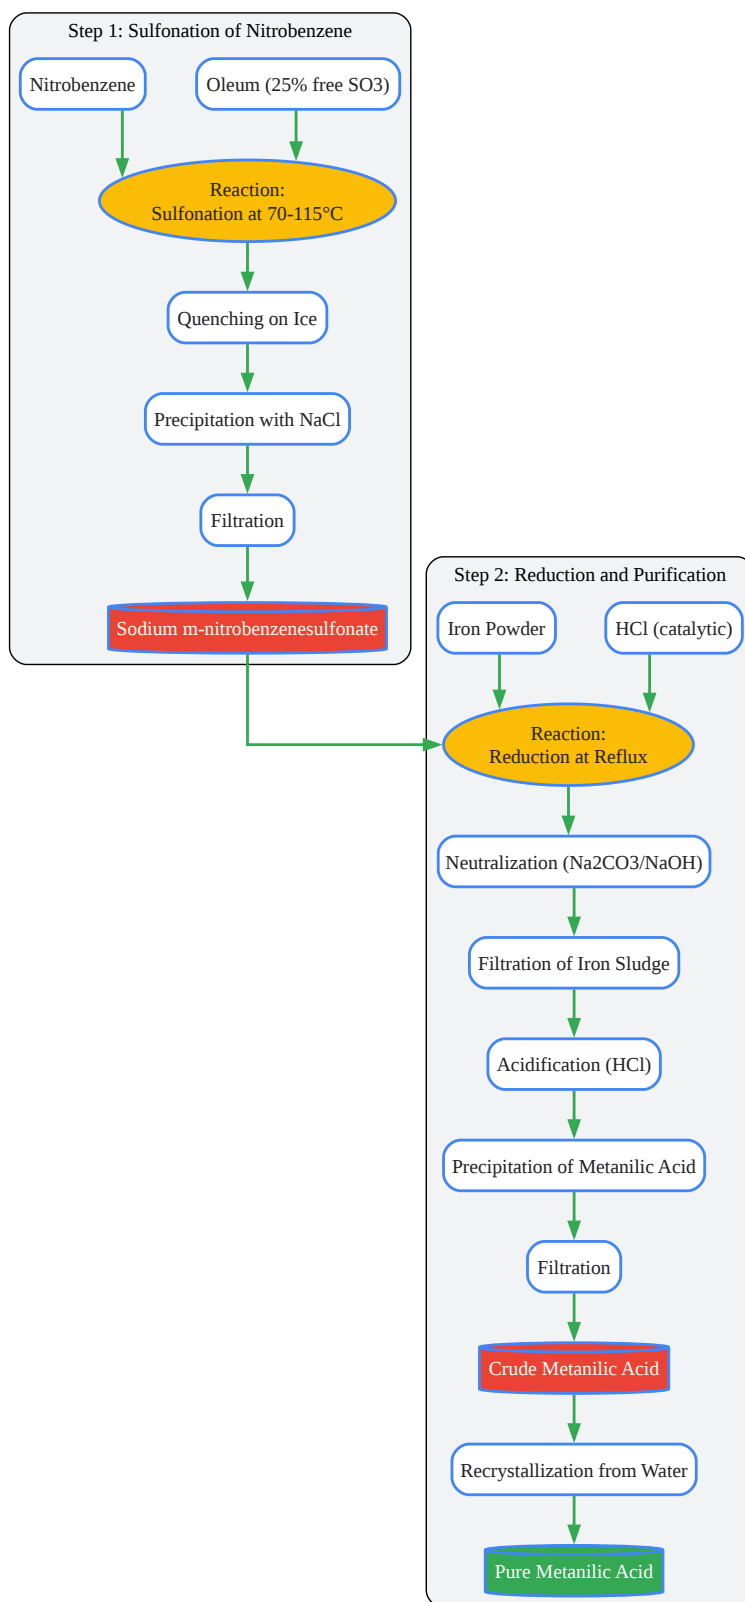 Step 1: Sulfonation of Nitrobenzene
Nitrobenzene
Oleum (25% free SO3)
Reaction:
Sulfonation at 70-115°C
Quenching on Ice
Precipitation with NaCl
Filtration
Sodium m-nitrobenzenesulfonate
Step 2: Reduction and Purification
Iron Powder
HCl (catalytic)
Reaction:
Reduction at Reflux
Neutralization (Na2CO3/NaOH)
Filtration of Iron Sludge
Acidification (HCl)
Precipitation of Metanilic Acid
Filtration
Crude Metanilic Acid
Recrystallization from Water
Pure Metanilic Acid